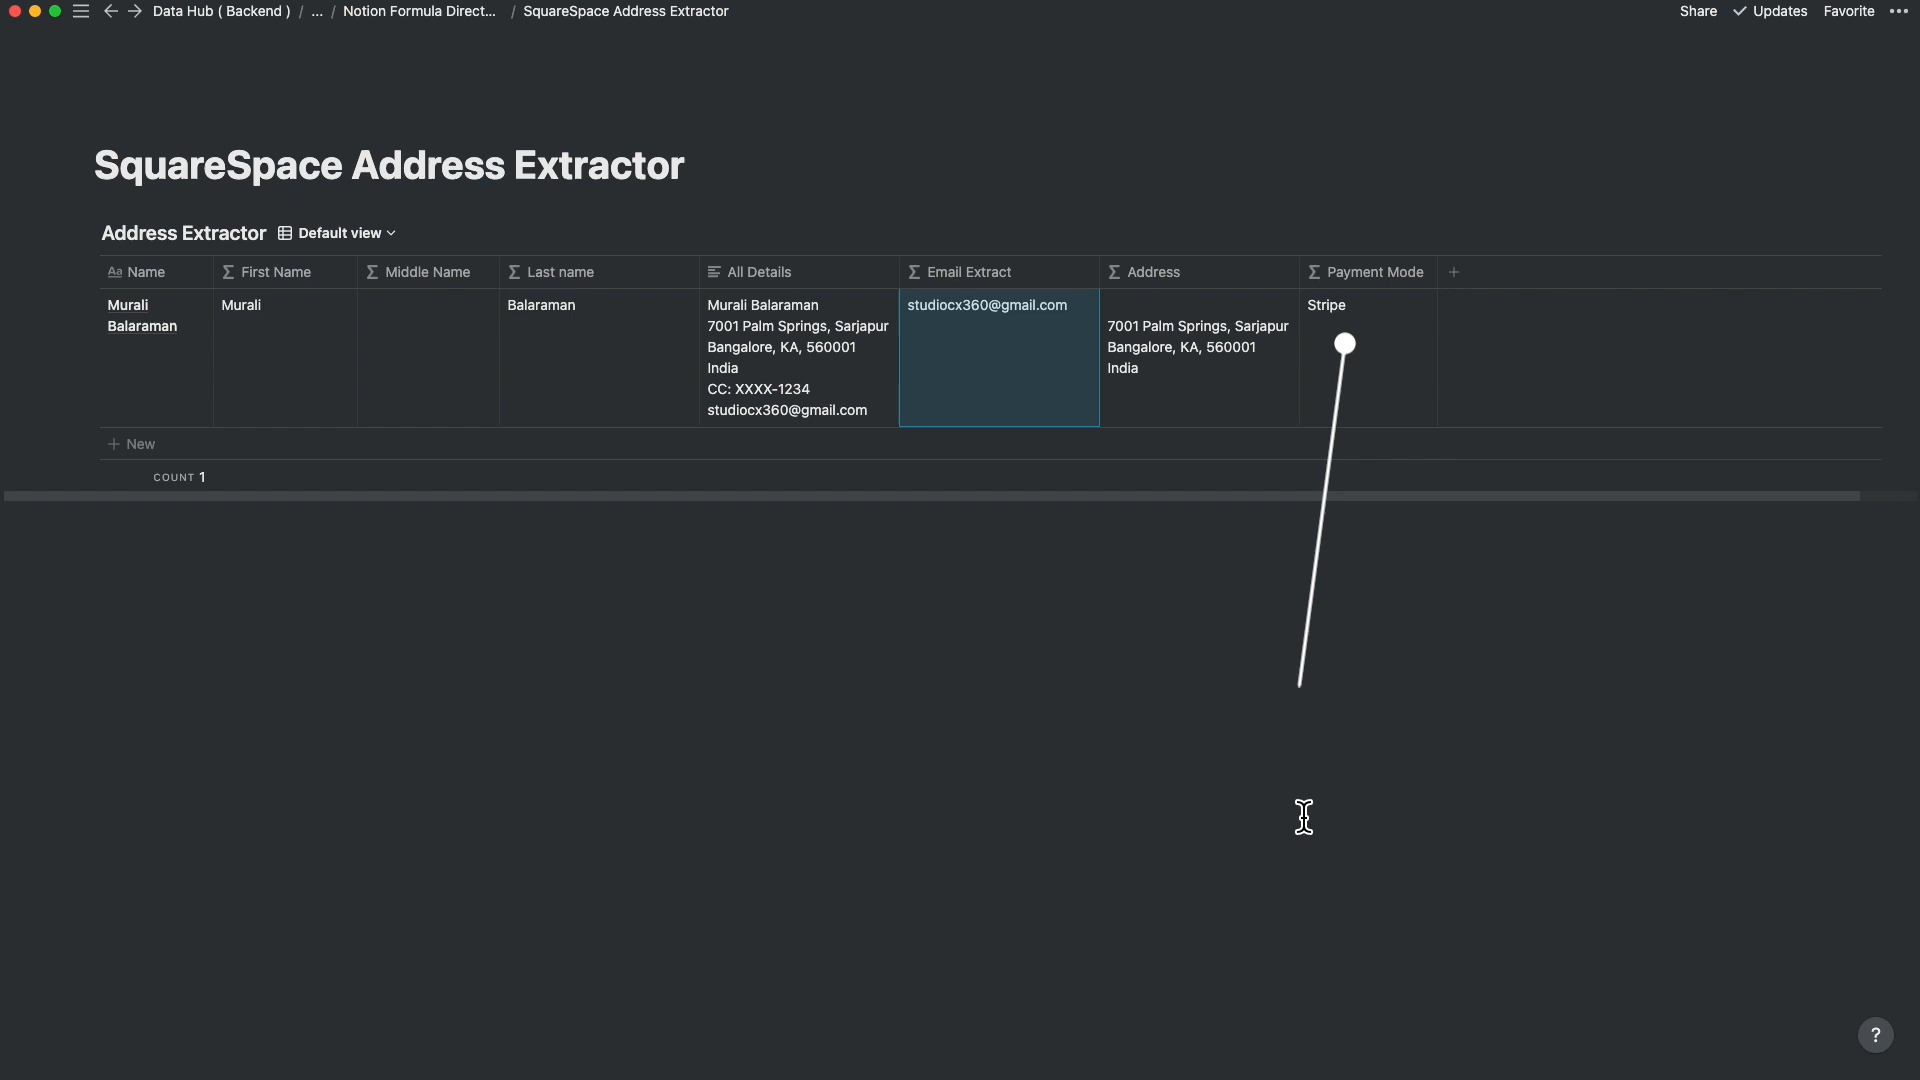 Data Hub ( Backend ) / ... / Notion Formula Direct... / SquareSpace Address Extractor
Share ✓ Updates Favorite •••
SquareSpace Address Extractor
Address Extractor Default view
Aa Name Σ First Name Σ Middle Name Σ Last name All Details Σ Email Extract Σ Address Σ Payment Mode +
Murali Murali Balaraman Murali Balaraman studiocx360@gmail.com Stripe
Balaraman 7001 Palm Springs, Sarjapur 7001 Palm Springs, Sarjapur
Bangalore, KA, 560001 Bangalore, KA, 560001
India India
CC: XXXX-1234
studiocx360@gmail.com
+ New
COUNT 1
?